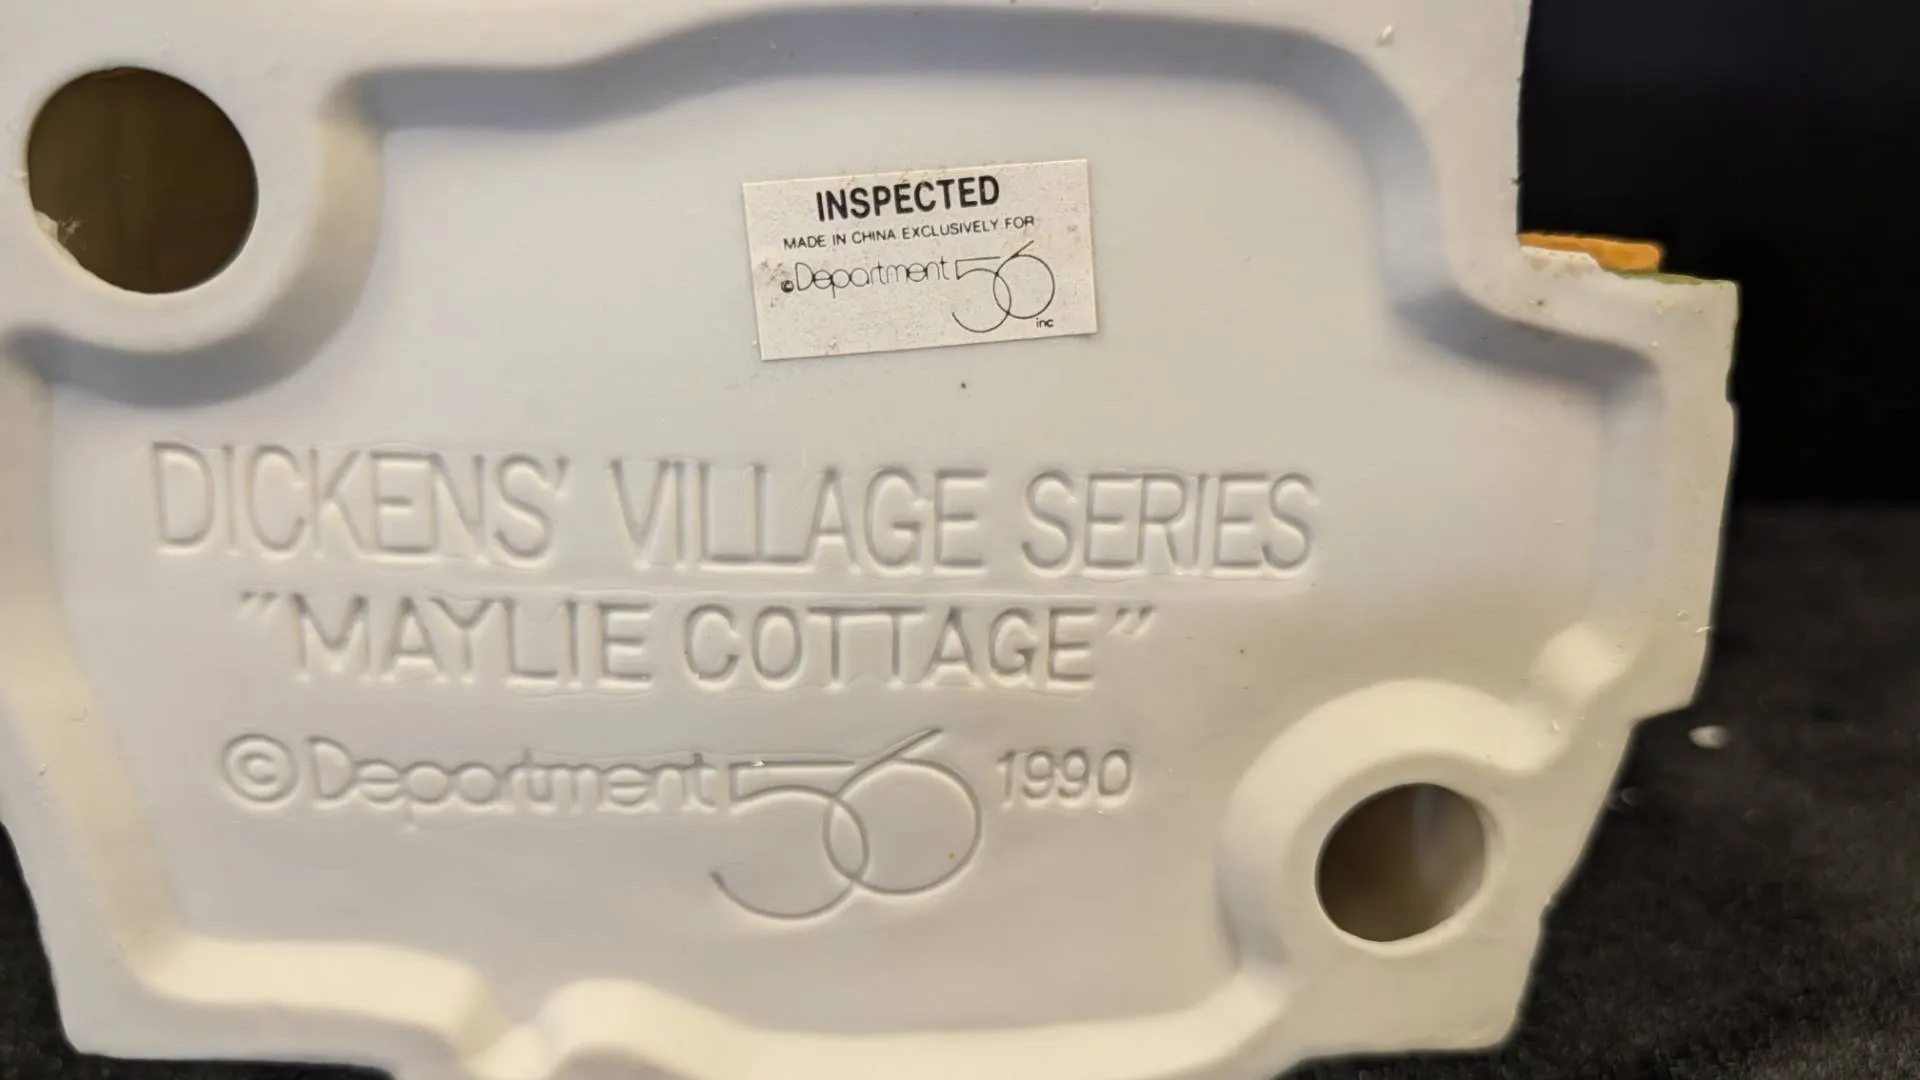 INSPECTED
MADE IN CHINA EXCLUSIVELY FOR
©Department 56
inc
DICKENS' VILLAGE SERIES
"MAYLIE COTTAGE"
©Department 56 1990